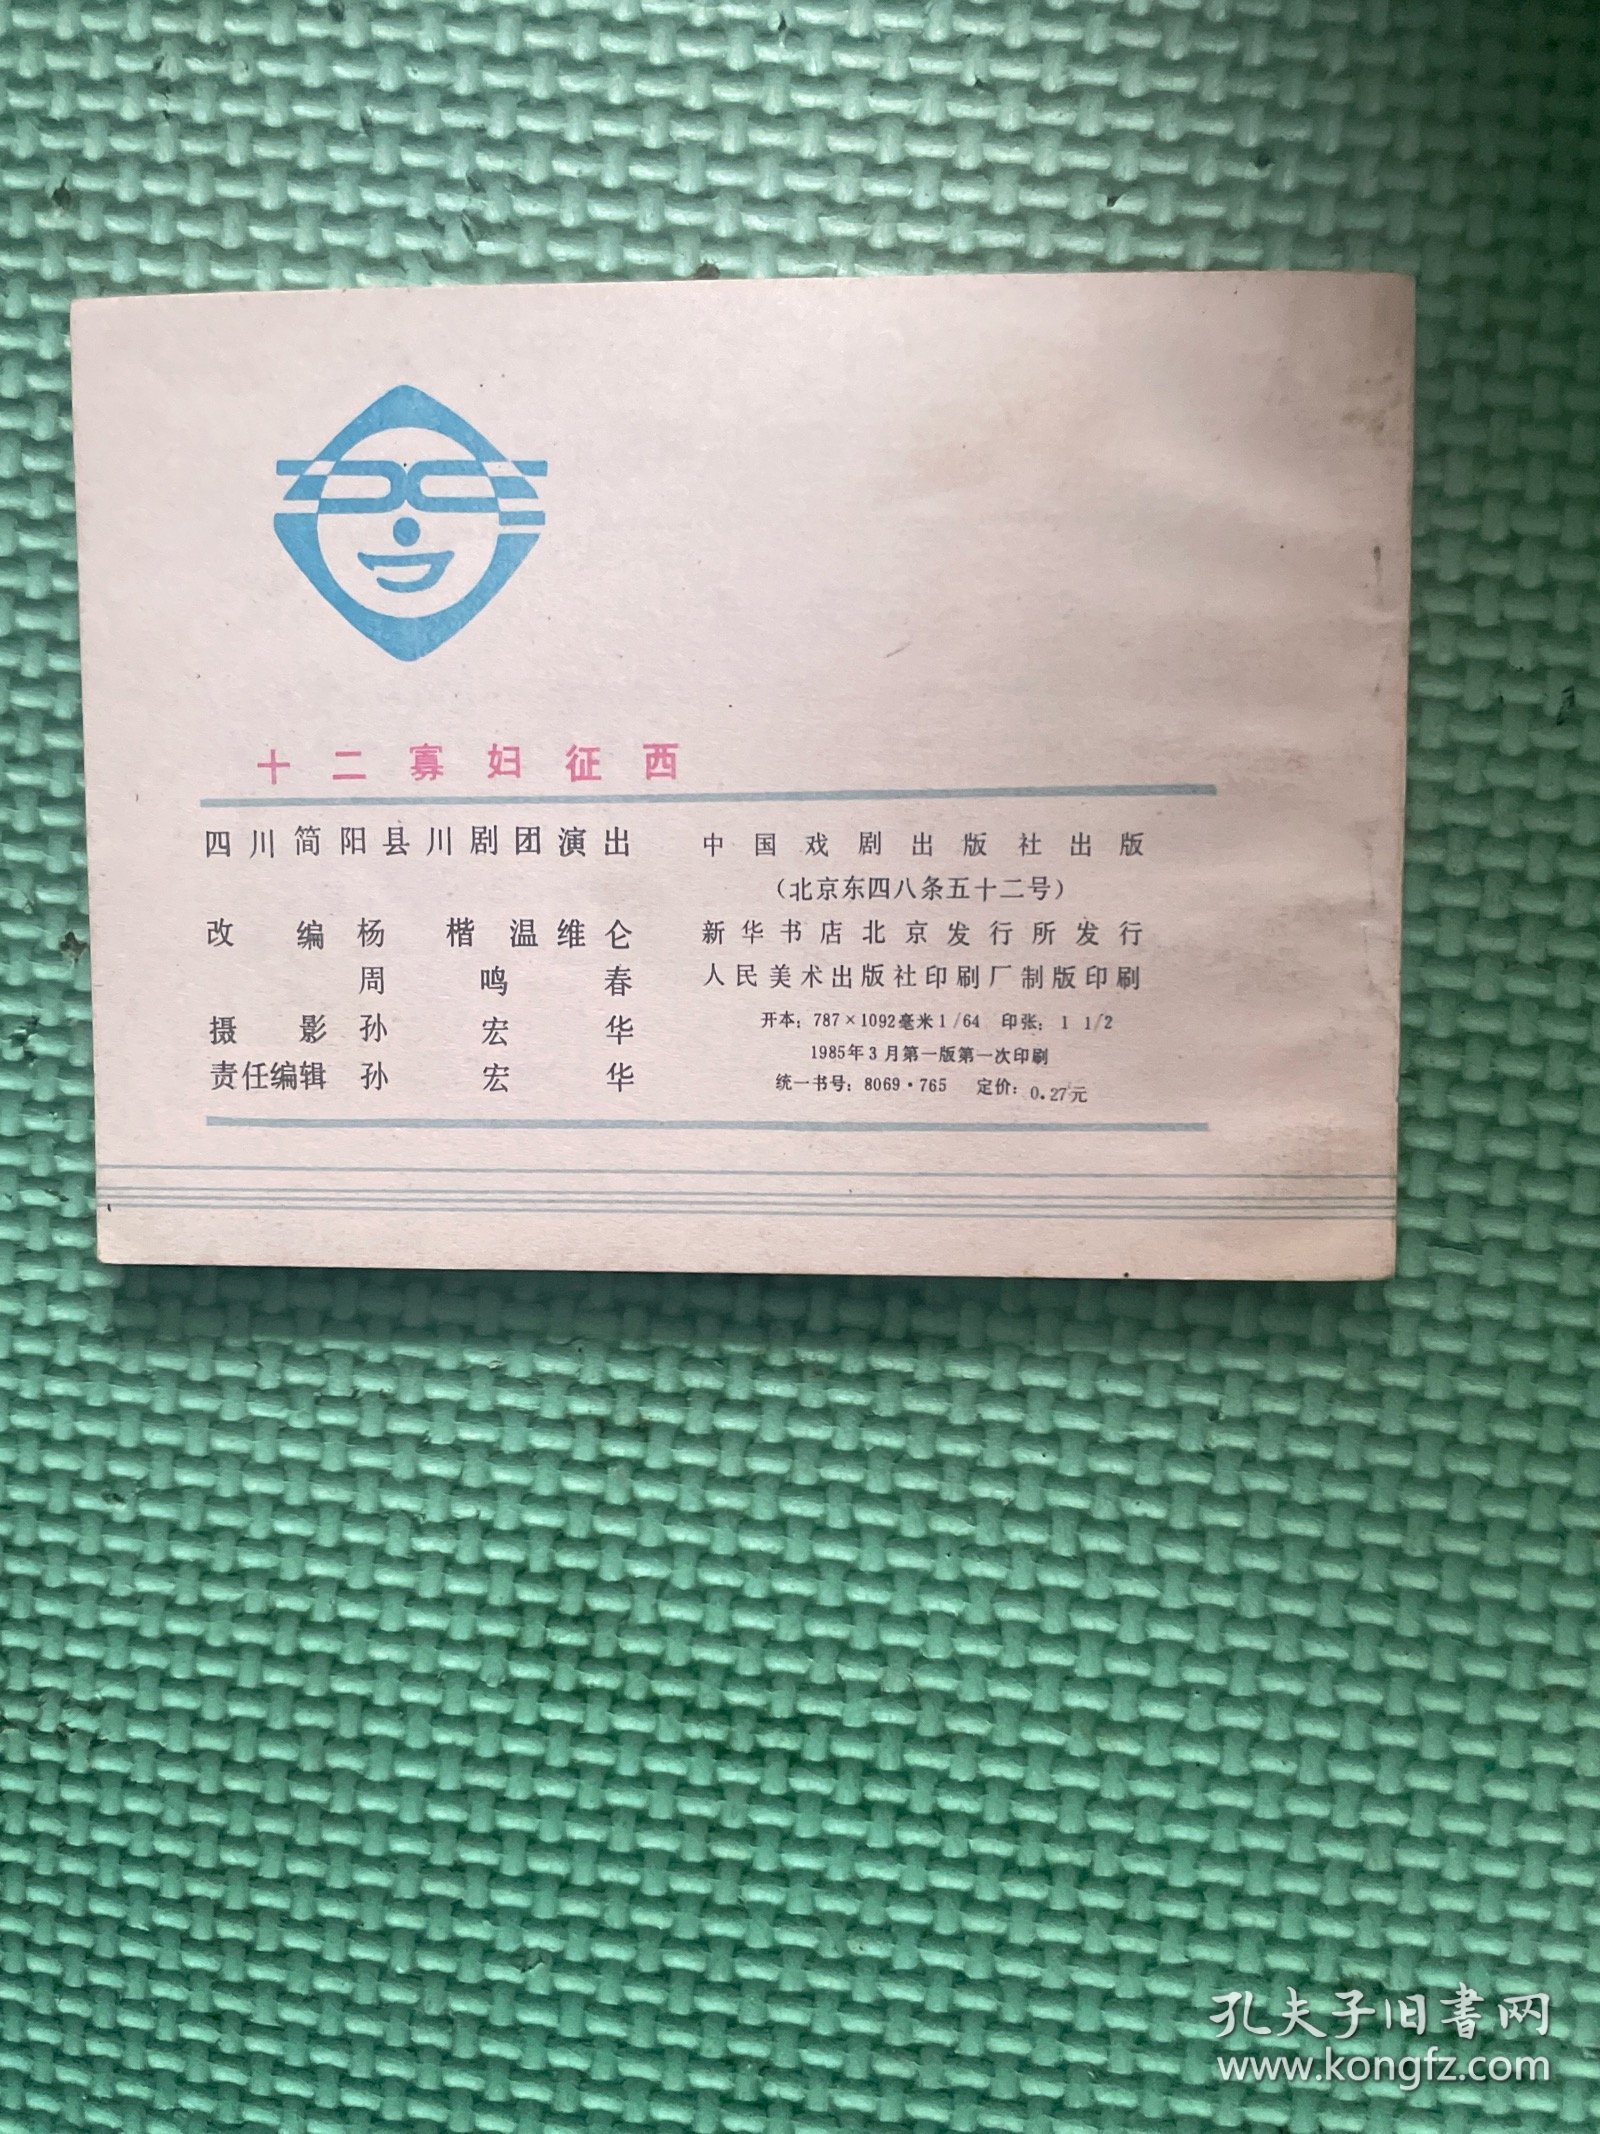 十二寡妇征西
四川简阳县川剧团演出
改编 杨楷 温维仑
周鸣春
摄影 孙宏华
责任编辑 孙宏华
中国戏剧出版社出版
（北京东四八条五十二号）
新华书店北京发行所发行
人民美术出版社印刷厂制版印刷
开本：787×1092毫米1/64 印张：1 1/2
1985年3月第一版第一次印刷
统一书号：8069·765 定价：0.27元
孔夫子旧書网
www.kongfz.com